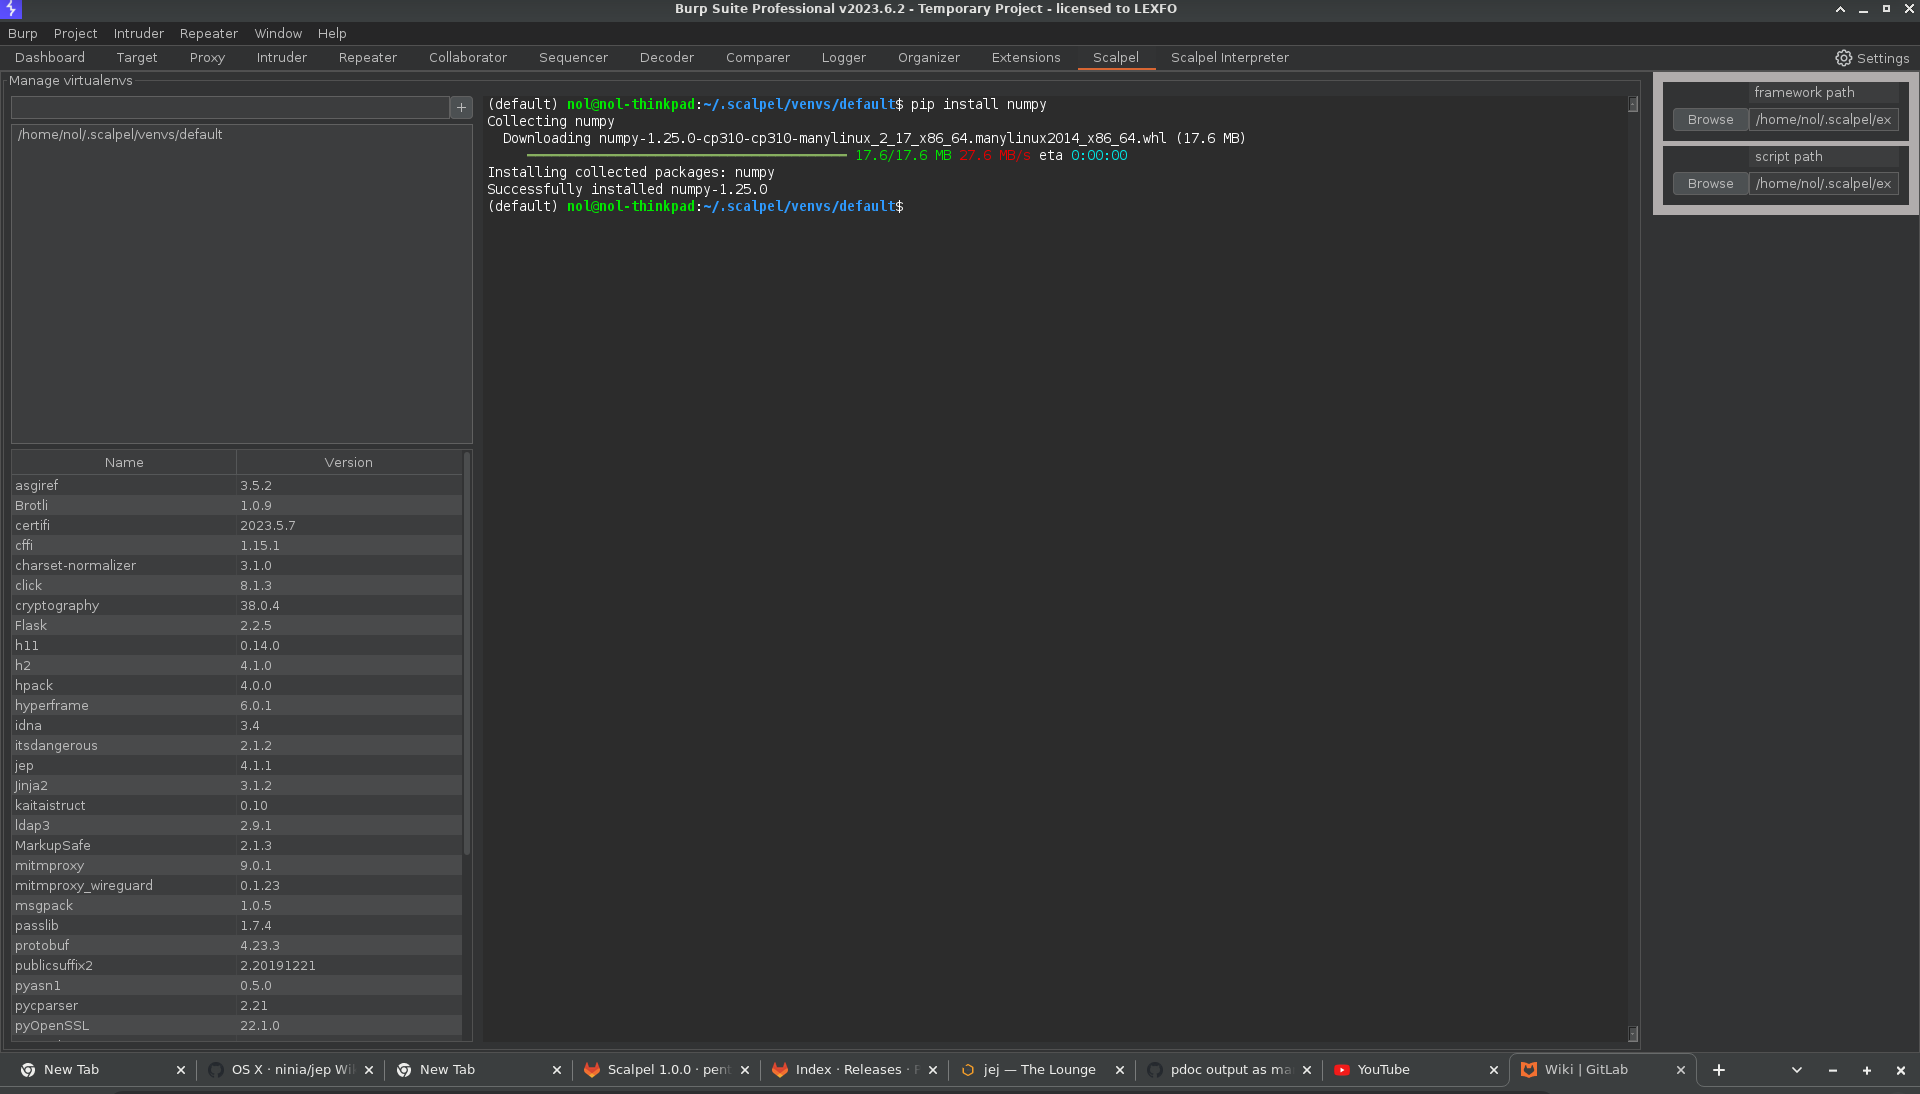 Burp Suite Professional v2023.6.2 - Temporary Project - licensed to LEXFO
Burp Project Intruder Repeater Window Help
Dashboard Target Proxy Intruder Repeater Collaborator Sequencer Decoder Comparer Logger Organizer Extensions Scalpel Scalpel Interpreter Settings
Manage virtualenvs
+
/home/nol/.scalpel/venvs/default
Name Version
asgiref 3.5.2
Brotli 1.0.9
certifi 2023.5.7
cffi 1.15.1
charset-normalizer 3.1.0
click 8.1.3
cryptography 38.0.4
Flask 2.2.5
h11 0.14.0
h2 4.1.0
hpack 4.0.0
hyperframe 6.0.1
idna 3.4
itsdangerous 2.1.2
jep 4.1.1
Jinja2 3.1.2
kaitaistruct 0.10
ldap3 2.9.1
MarkupSafe 2.1.3
mitmproxy 9.0.1
mitmproxy_wireguard 0.1.23
msgpack 1.0.5
passlib 1.7.4
protobuf 4.23.3
publicsuffix2 2.20191221
pyasn1 0.5.0
pycparser 2.21
pyOpenSSL 22.1.0
(default) nol@nol-thinkpad:~/.scalpel/venvs/default$ pip install numpy
Collecting numpy
Downloading numpy-1.25.0-cp310-cp310-manylinux_2_17_x86_64.manylinux2014_x86_64.whl (17.6 MB)
17.6/17.6 MB 27.6 MB/s eta 0:00:00
Installing collected packages: numpy
Successfully installed numpy-1.25.0
(default) nol@nol-thinkpad:~/.scalpel/venvs/default$
framework path
Browse /home/nol/.scalpel/ex
script path
Browse /home/nol/.scalpel/ex
New Tab OS X · ninia/jep Wi New Tab Scalpel 1.0.0 · pent Index · Releases · jej — The Lounge pdoc output as ma YouTube Wiki | GitLab